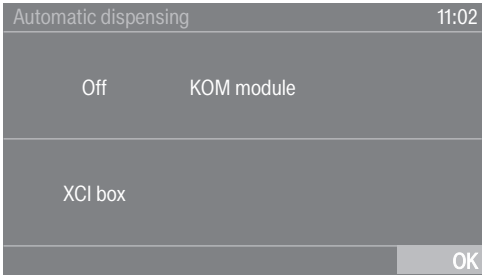 Automatic dispensing 11:02
Off KOM module
XCI box
OK